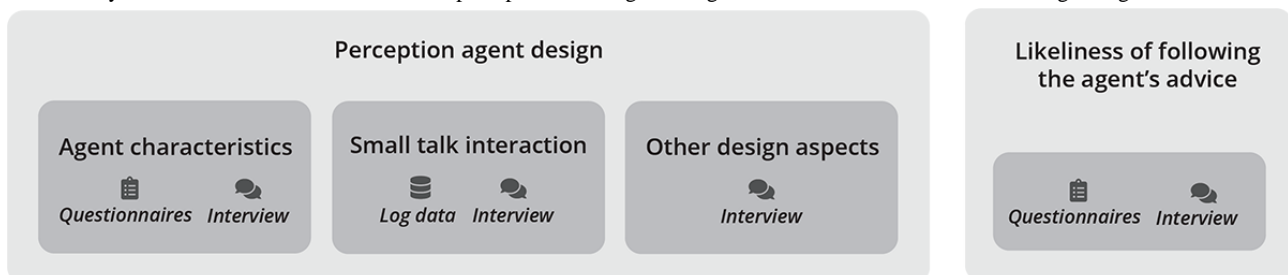 Perception agent design
Likeliness of following
the agent's advice
Agent characteristics
Questionnaires Interview
Small talk interaction
Log data Interview
Other design aspects
Interview
Questionnaires Interview